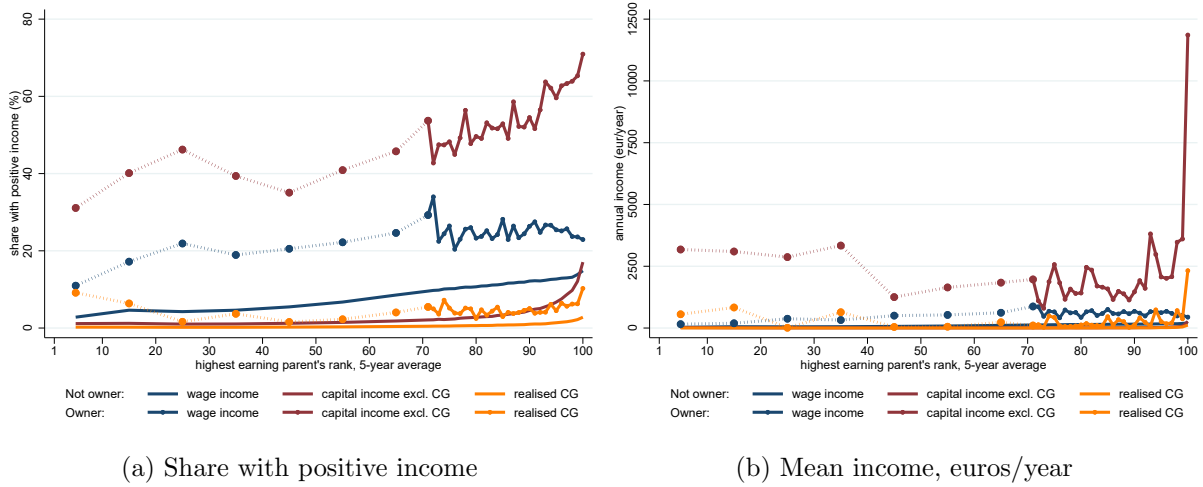 share with positive income (%)
80
60
40
20
0
1 10 20 30 40 50 60 70 80 90 100
highest earning parent's rank, 5-year average
Not owner: wage income capital income excl. CG realised CG
Owner: wage income capital income excl. CG realised CG
(a) Share with positive income
annual income (eur/year)
12500
10000
7500
5000
2500
0
1 10 20 30 40 50 60 70 80 90 100
highest earning parent's rank, 5-year average
Not owner: wage income capital income excl. CG realised CG
Owner: wage income capital income excl. CG realised CG
(b) Mean income, euros/year